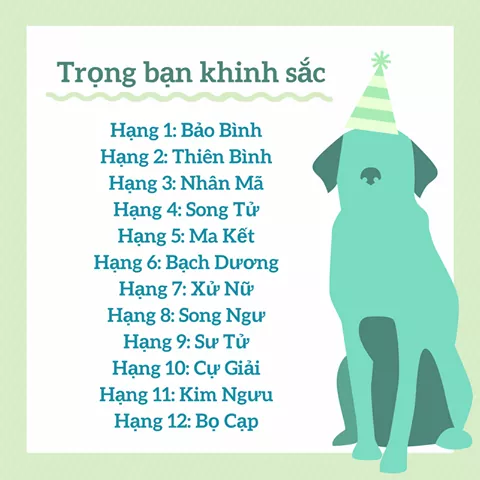 Trọng bạn khinh sắc
Hạng 1: Bảo Bình
Hạng 2: Thiên Bình
Hạng 3: Nhân Mã
Hạng 4: Song Tử
Hạng 5: Ma Kết
Hạng 6: Bạch Dương
Hạng 7: Xử Nữ
Hạng 8: Song Ngư
Hạng 9: Sư Tử
Hạng 10: Cự Giải
Hạng 11: Kim Ngưu
Hạng 12: Bọ Cạp